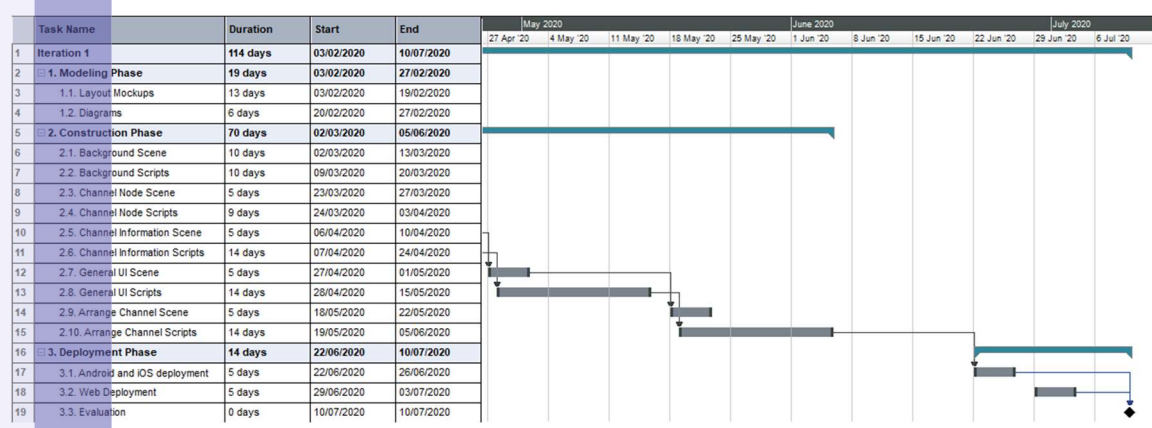 May 2020 June 2020 July 2020
Task Name Duration Start End 27 Apr '20 4 May '20 11 May '20 18 May '20 25 May '20 1 Jun '20 8 Jun '20 15 Jun '20 22 Jun '20 29 Jun '20 6 Jul '20
1 Iteration 1 114 days 03/02/2020 10/07/2020
2 1. Modeling Phase 19 days 03/02/2020 27/02/2020
3 1.1. Layout Mockups 13 days 03/02/2020 19/02/2020
4 1.2. Diagrams 6 days 20/02/2020 27/02/2020
5 2. Construction Phase 70 days 02/03/2020 05/06/2020
6 2.1. Background Scene 10 days 02/03/2020 13/03/2020
7 2.2. Background Scripts 10 days 09/03/2020 20/03/2020
8 2.3. Channel Node Scene 5 days 23/03/2020 27/03/2020
9 2.4. Channel Node Scripts 9 days 24/03/2020 03/04/2020
10 2.5. Channel Information Scene 5 days 06/04/2020 10/04/2020
11 2.6. Channel Information Scripts 14 days 07/04/2020 24/04/2020
12 2.7. General UI Scene 5 days 27/04/2020 01/05/2020
13 2.8. General UI Scripts 14 days 28/04/2020 15/05/2020
14 2.9. Arrange Channel Scene 5 days 18/05/2020 22/05/2020
15 2.10. Arrange Channel Scripts 14 days 19/05/2020 05/06/2020
16 3. Deployment Phase 14 days 22/06/2020 10/07/2020
17 3.1. Android and iOS deployment 5 days 22/06/2020 26/06/2020
18 3.2. Web Deployment 5 days 29/06/2020 03/07/2020
19 3.3. Evaluation 0 days 10/07/2020 10/07/2020